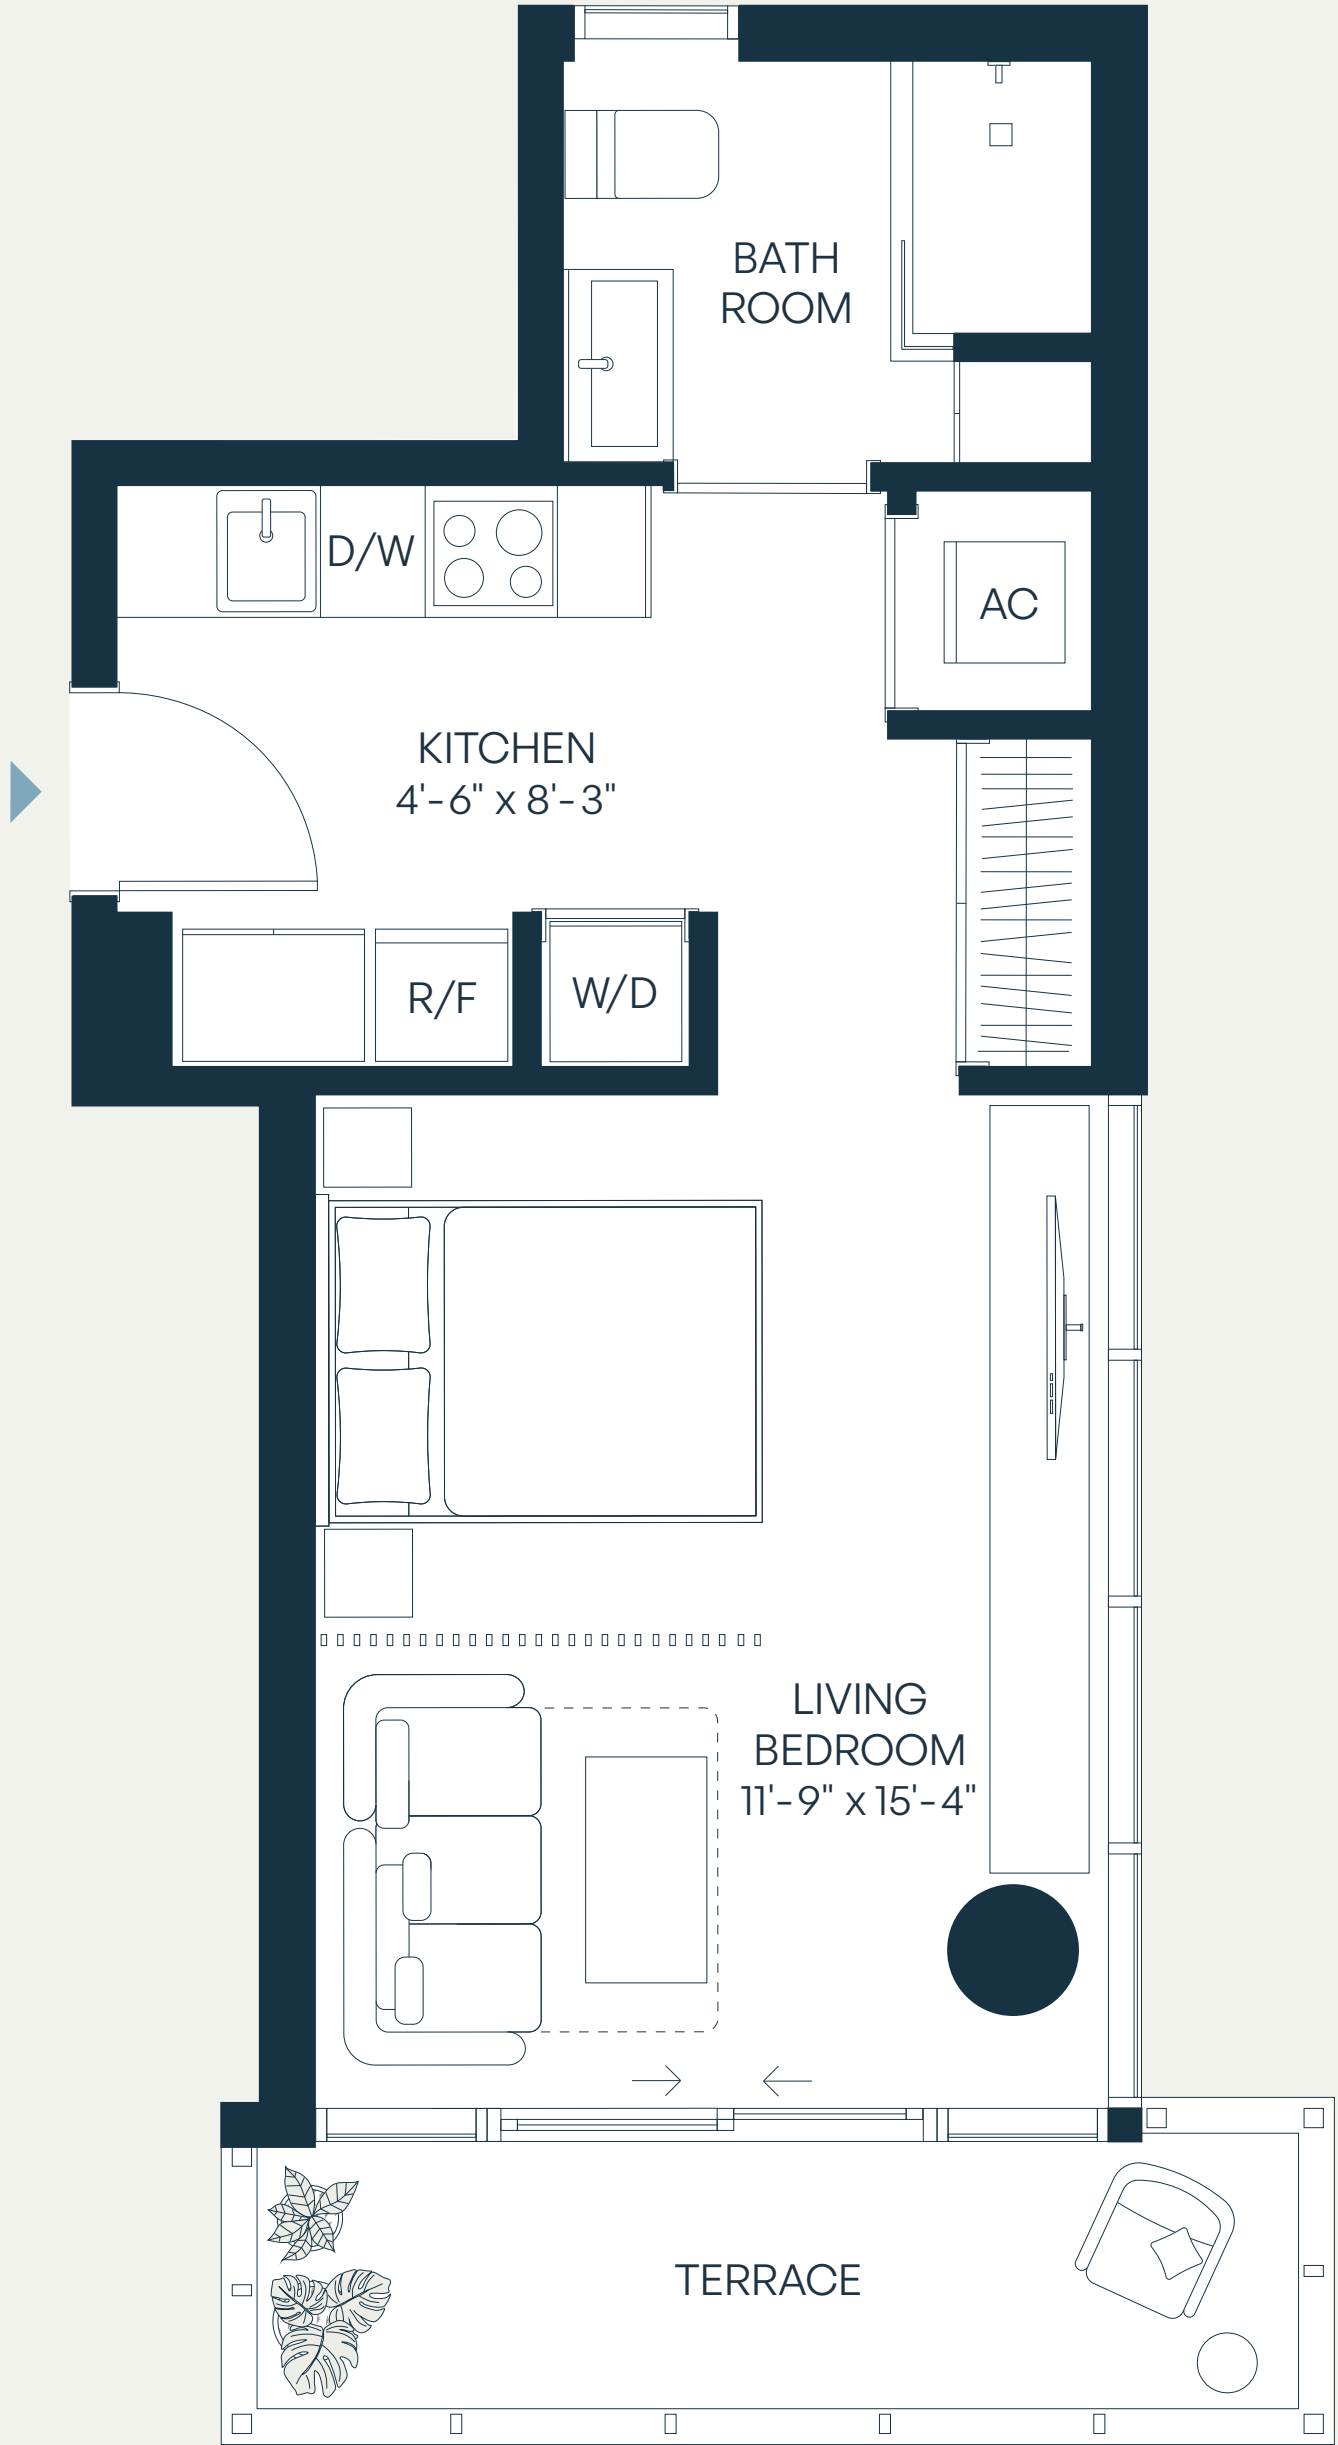 BATH
ROOM
D/W
AC
KITCHEN
4'-6" x 8'-3"
R/F
W/D
LIVING
BEDROOM
11'-9" x 15'-4"
TERRACE